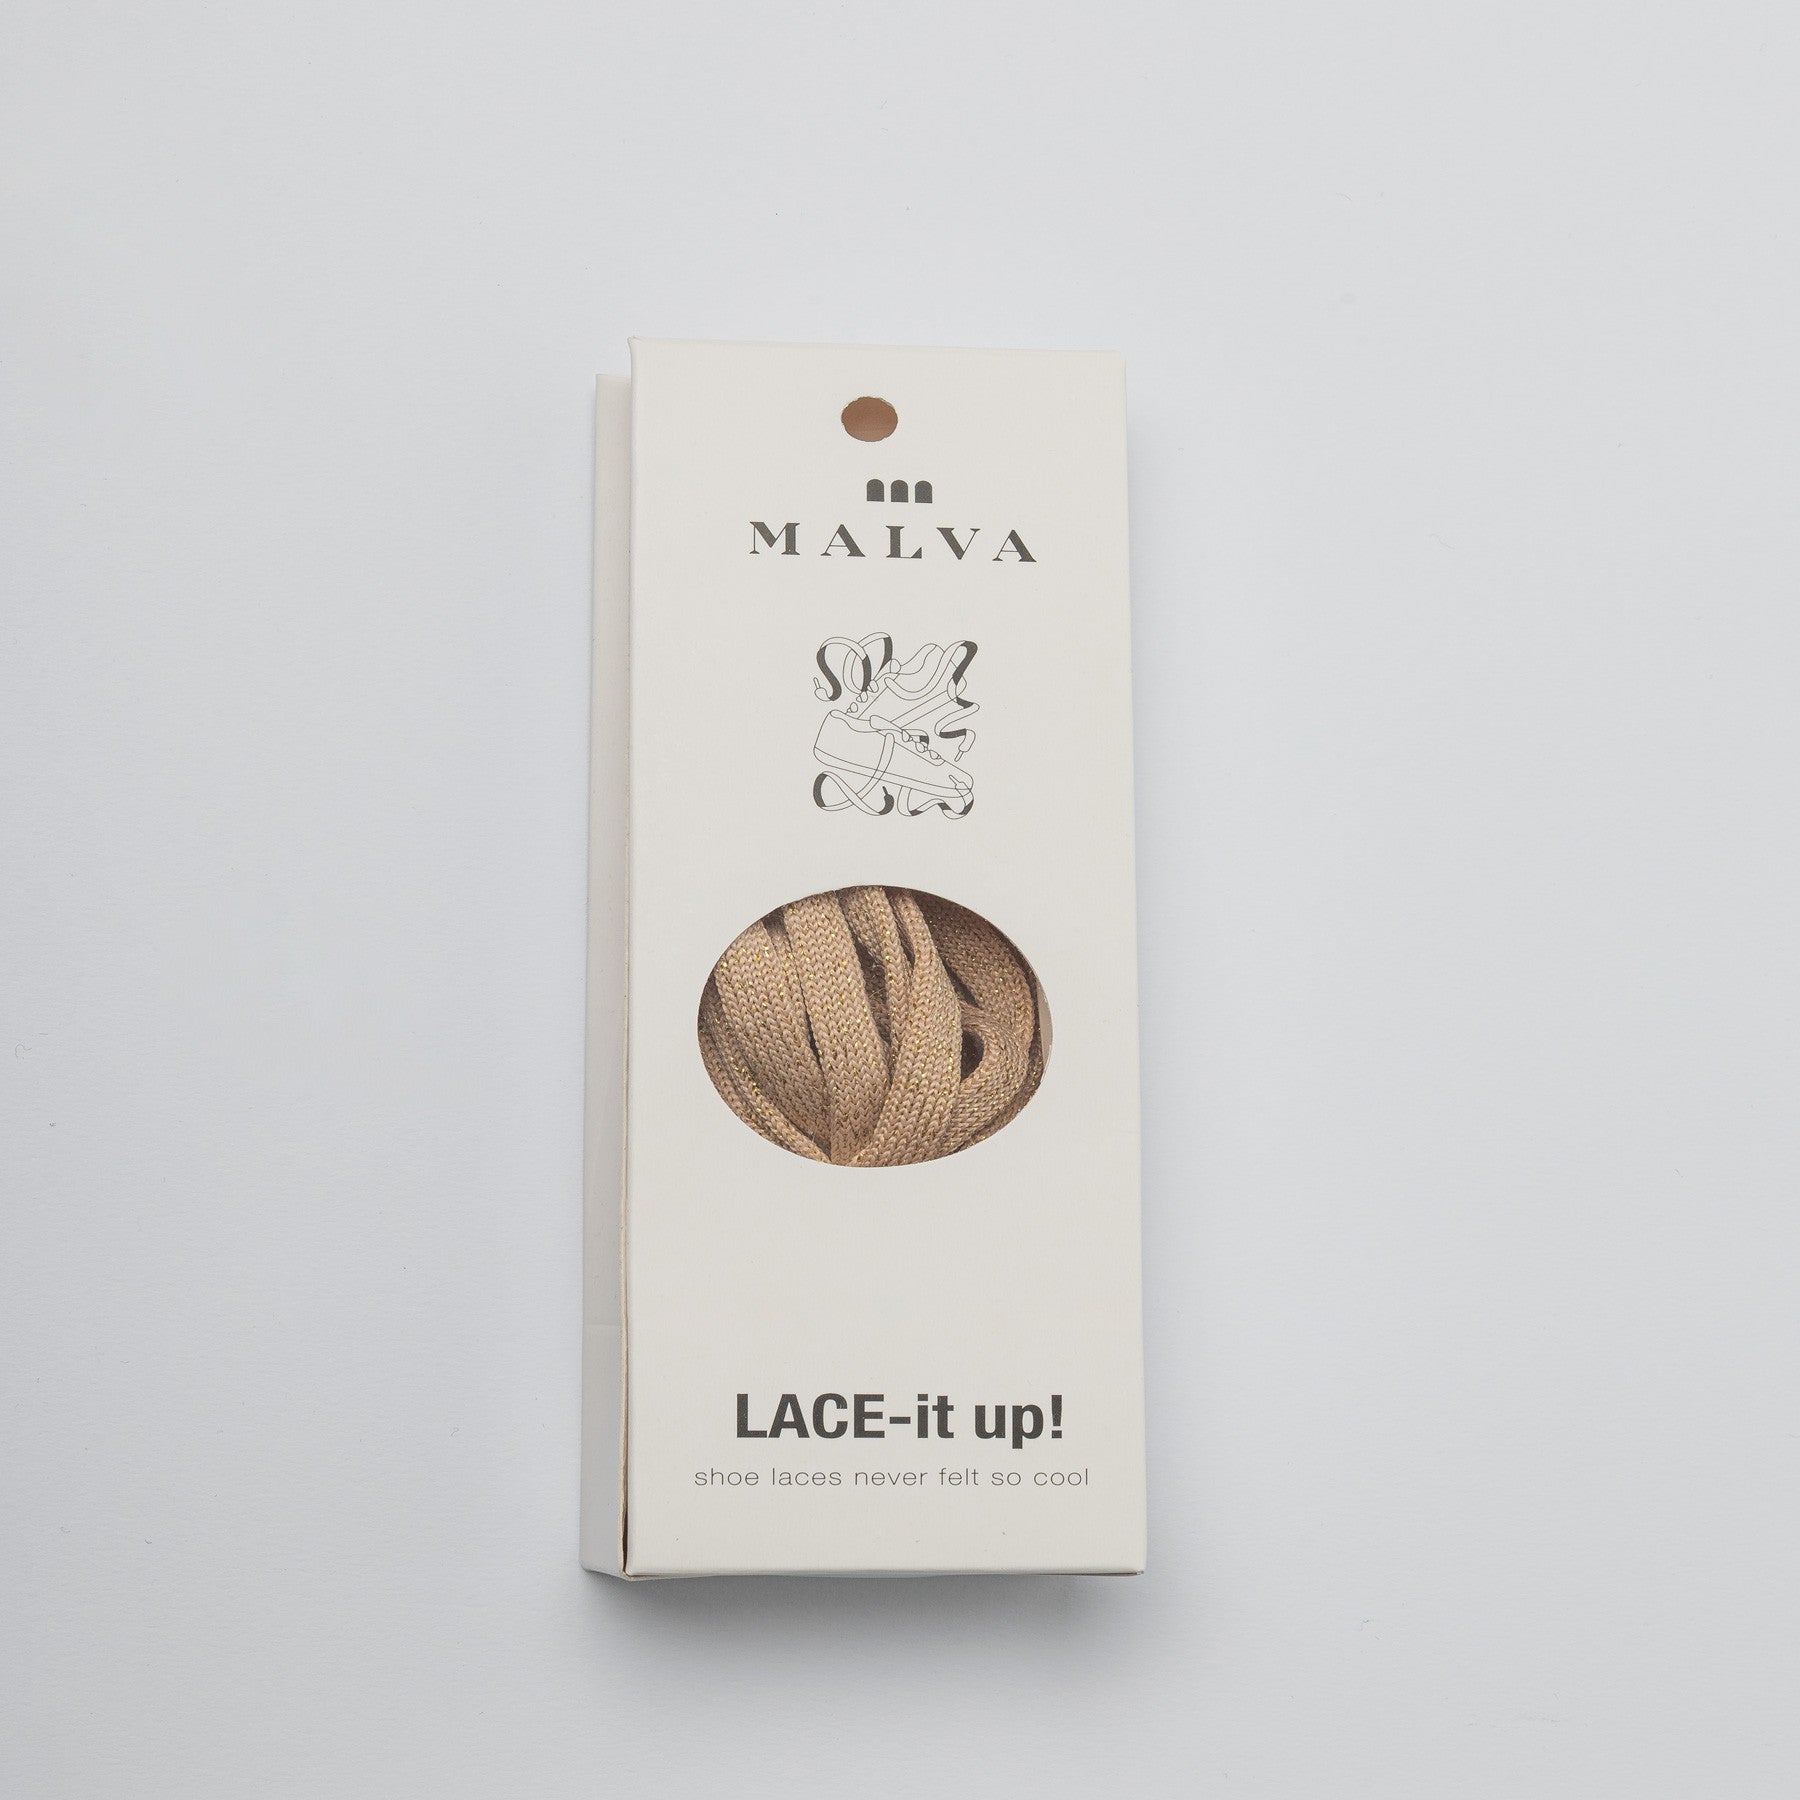 MALVA
LACE-it up!
shoe laces never felt so cool